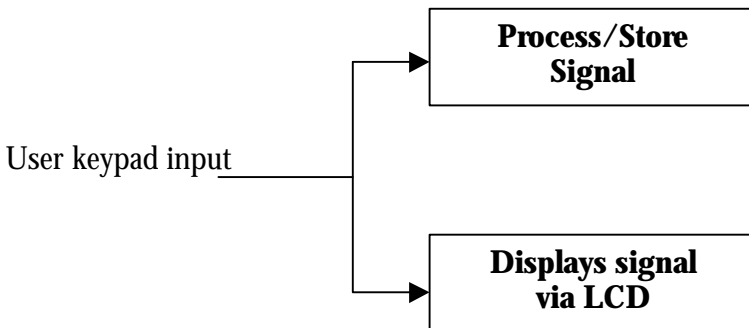 Process/Store
Signal
User keypad input
Displays signal
via LCD